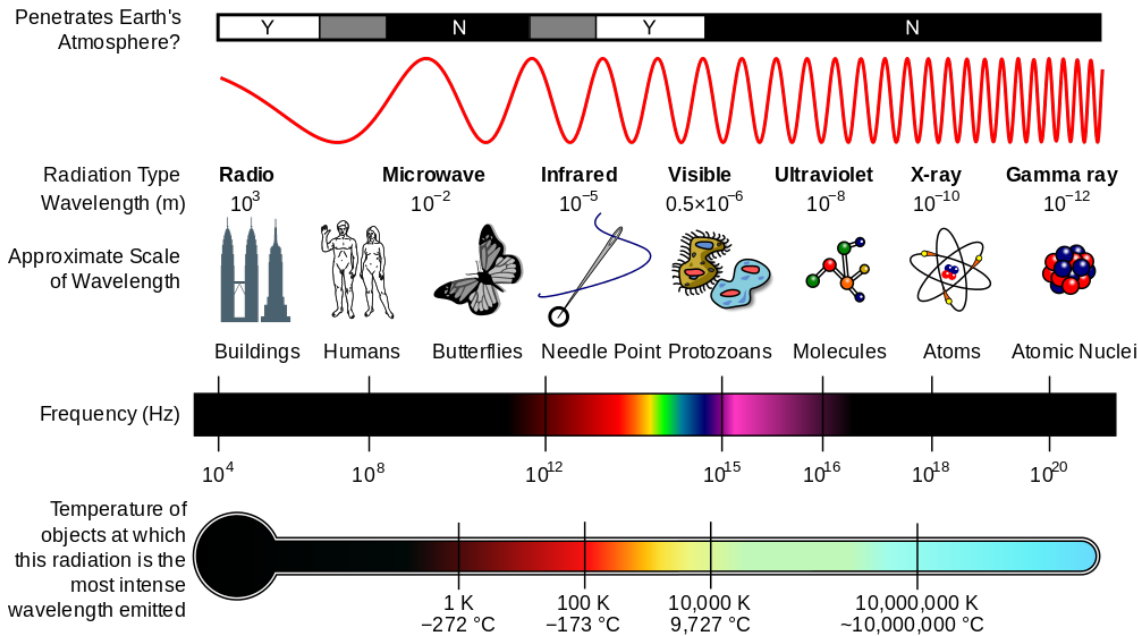 Penetrates Earth's
Atmosphere?
Y N Y N
Radiation Type
Radio Microwave Infrared Visible Ultraviolet X-ray Gamma ray
Wavelength (m)
10³ 10⁻² 10⁻⁵ 0.5×10⁻⁶ 10⁻⁸ 10⁻¹⁰ 10⁻¹²
Approximate Scale
of Wavelength
Buildings Humans Butterflies Needle Point Protozoans Molecules Atoms Atomic Nuclei
Frequency (Hz)
10⁴ 10⁸ 10¹² 10¹⁵ 10¹⁶ 10¹⁸ 10²⁰
Temperature of
objects at which
this radiation is the
most intense
wavelength emitted
1 K 100 K 10,000 K 10,000,000 K
−272 °C −173 °C 9,727 °C ~10,000,000 °C